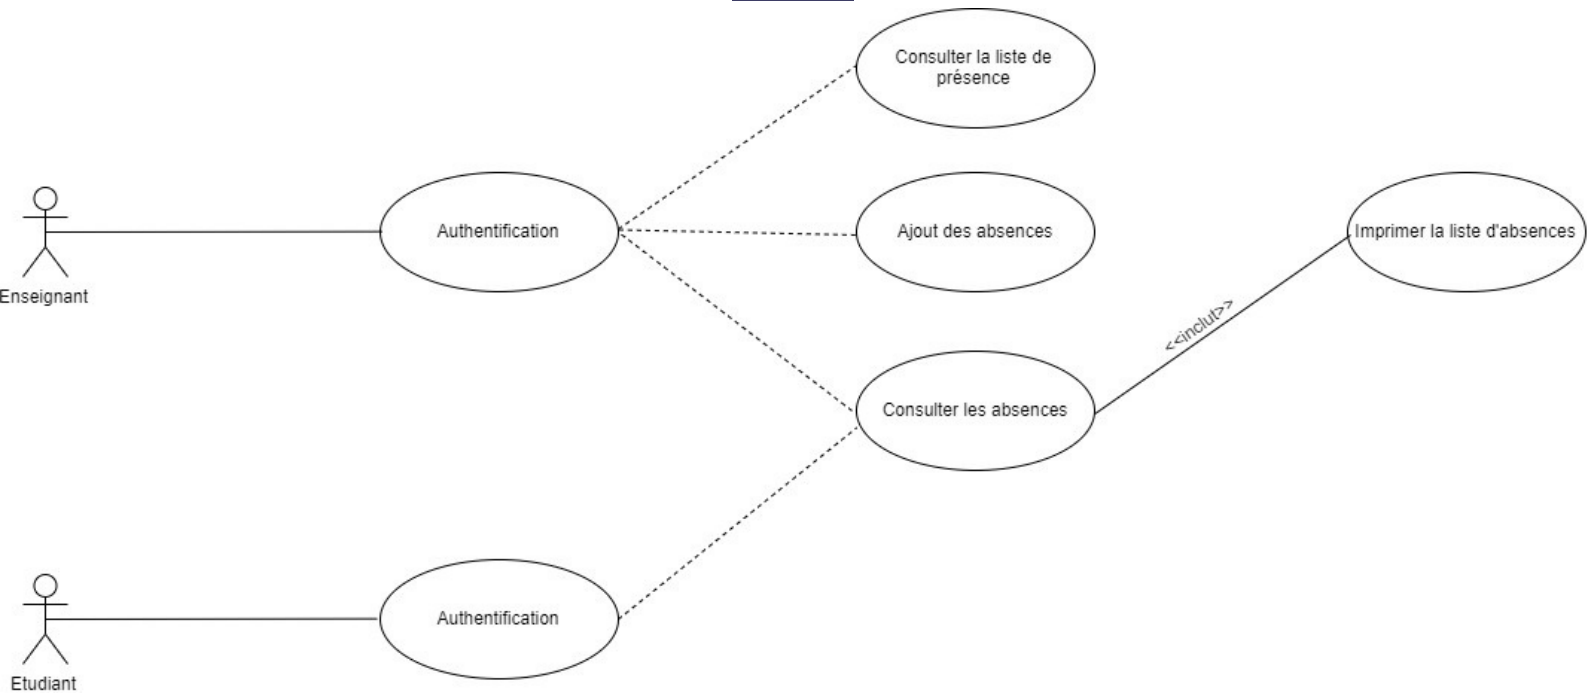 Consulter la liste de
présence
Enseignant
Authentification
Ajout des absences
Imprimer la liste d'absences
<<inclut>>
Consulter les absences
Etudiant
Authentification